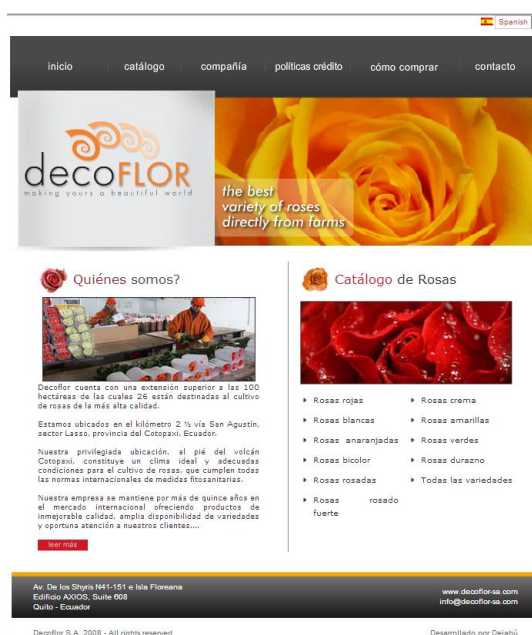 Spanish
inicio catálogo compañía políticas crédito cómo comprar contacto
decoFLOR
making yours a beautiful world
the best
variety of roses
directly from farms
Quiénes somos?
Decoflor cuenta con una extensión superior a las 100
hectáreas de las cuales 26 están destinadas al cultivo
de rosas de la más alta calidad.
Estamos ubicados en el kilómetro 2 ½ vía San Agustín,
sector Lasso, provincia del Cotopaxi, Ecuador.
Nuestra privilegiada ubicación, al pié del volcán
Cotopaxi, constituye un clima ideal y adecuadas
condiciones para el cultivo de rosas, que cumplen todas
las normas internacionales de medidas fitosanitarias.
Nuestra empresa se mantiene por más de quince años en
el mercado internacional ofreciendo productos de
inmejorable calidad, amplia disponibilidad de variedades
y oportuna atención a nuestros clientes....
leer más
Catálogo de Rosas
Rosas rojas
Rosas blancas
Rosas anaranjadas
Rosas bicolor
Rosas rosadas
Rosas rosado
fuerte
Rosas crema
Rosas amarillas
Rosas verdes
Rosas durazno
Todas las variedades
Av. De los Shyris N41-151 e Isla Floreana
Edificio AXIOS, Suite 608
Quito - Ecuador
www.decoflor-sa.com
info@decoflor-sa.com
Decoflor S.A. 2008 - All rights reserved
Desarrollado por Dejabú